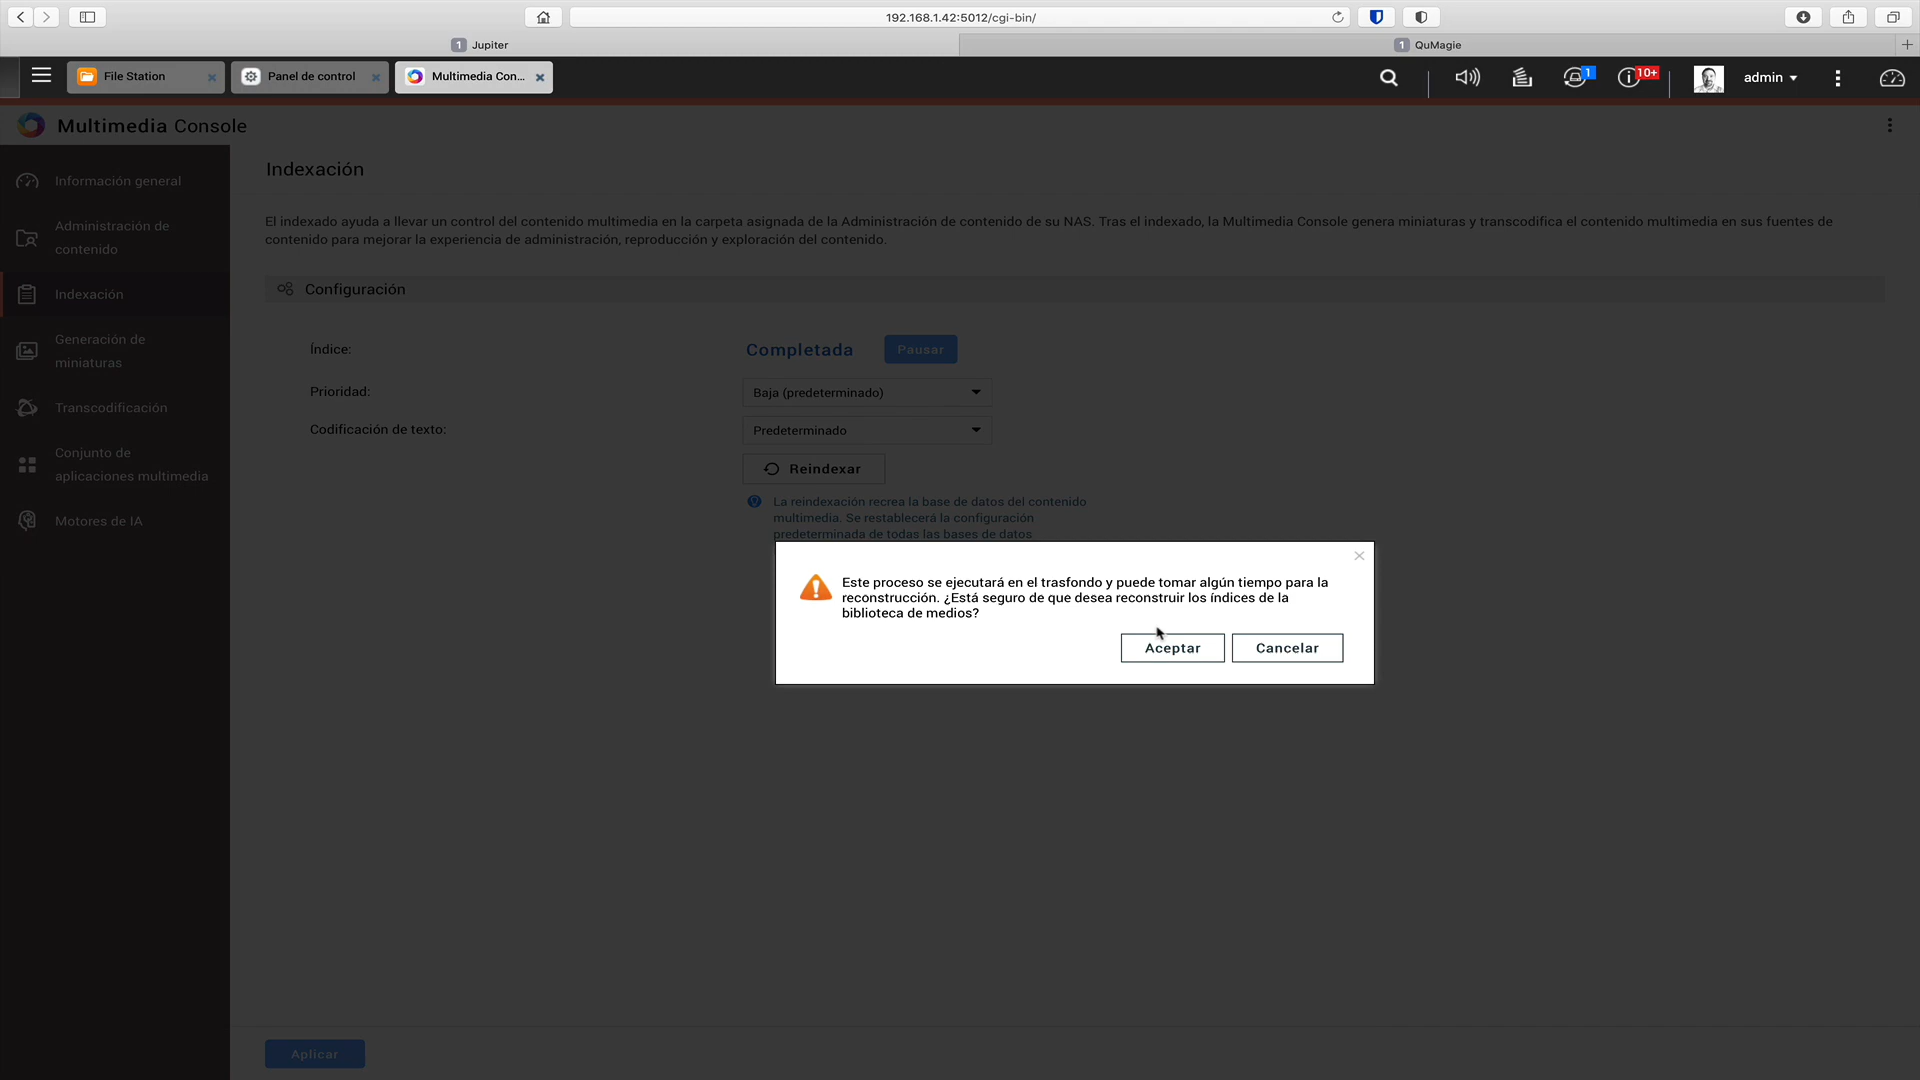 192.168.1.42:5012/cgi-bin/
1 Jupiter
1 QuMagie
File Station
Panel de control
Multimedia Con...
1
10+
admin
Multimedia Console
Información general
Administración de
contenido
Indexación
Generación de
miniaturas
Transcodificación
Conjunto de
aplicaciones multimedia
Motores de IA
Indexación
El indexado ayuda a llevar un control del contenido multimedia en la carpeta asignada de la Administración de contenido de su NAS. Tras el indexado, la Multimedia Console genera miniaturas y transcodifica el contenido multimedia en sus fuentes de
contenido para mejorar la experiencia de administración, reproducción y exploración del contenido.
Configuración
Índice:
Completada
Pausar
Prioridad:
Baja (predeterminado)
Codificación de texto:
Predeterminado
Reindexar
La reindexación recrea la base de datos del contenido
multimedia. Se restablecerá la configuración
predeterminada de todas las bases de datos
Este proceso se ejecutará en el trasfondo y puede tomar algún tiempo para la
reconstrucción. ¿Está seguro de que desea reconstruir los índices de la
biblioteca de medios?
Aceptar
Cancelar
Aplicar